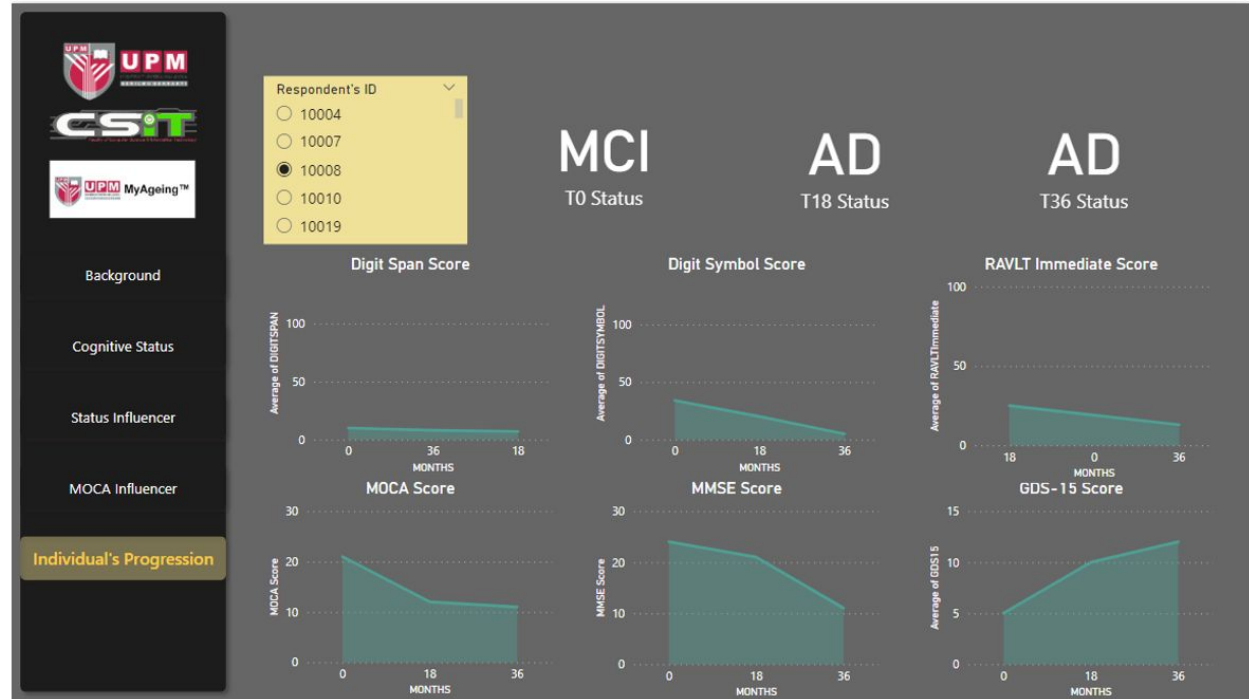 UPM
UPM
CSiT
UPM MyAgeing™
Background
Cognitive Status
Status Influencer
MOCA Influencer
Individual's Progression
Respondent's ID
10004
10007
10008
10010
10019
MCI
T0 Status
AD
T18 Status
AD
T36 Status
Digit Span Score
Average of DIGITSPAN
100
50
0
0 36 18
MONTHS
Digit Symbol Score
Average of DIGITSYMBOL
100
50
0
0 18 36
MONTHS
RAVLT Immediate Score
Average of RAVLTImmediate
100
50
0
18 0 36
MONTHS
MOCA Score
MOCA Score
30
20
10
0
0 18 36
MONTHS
MMSE Score
MMSE Score
30
20
10
0
0 18 36
MONTHS
GDS-15 Score
Average of GDS15
15
10
5
0
0 18 36
MONTHS